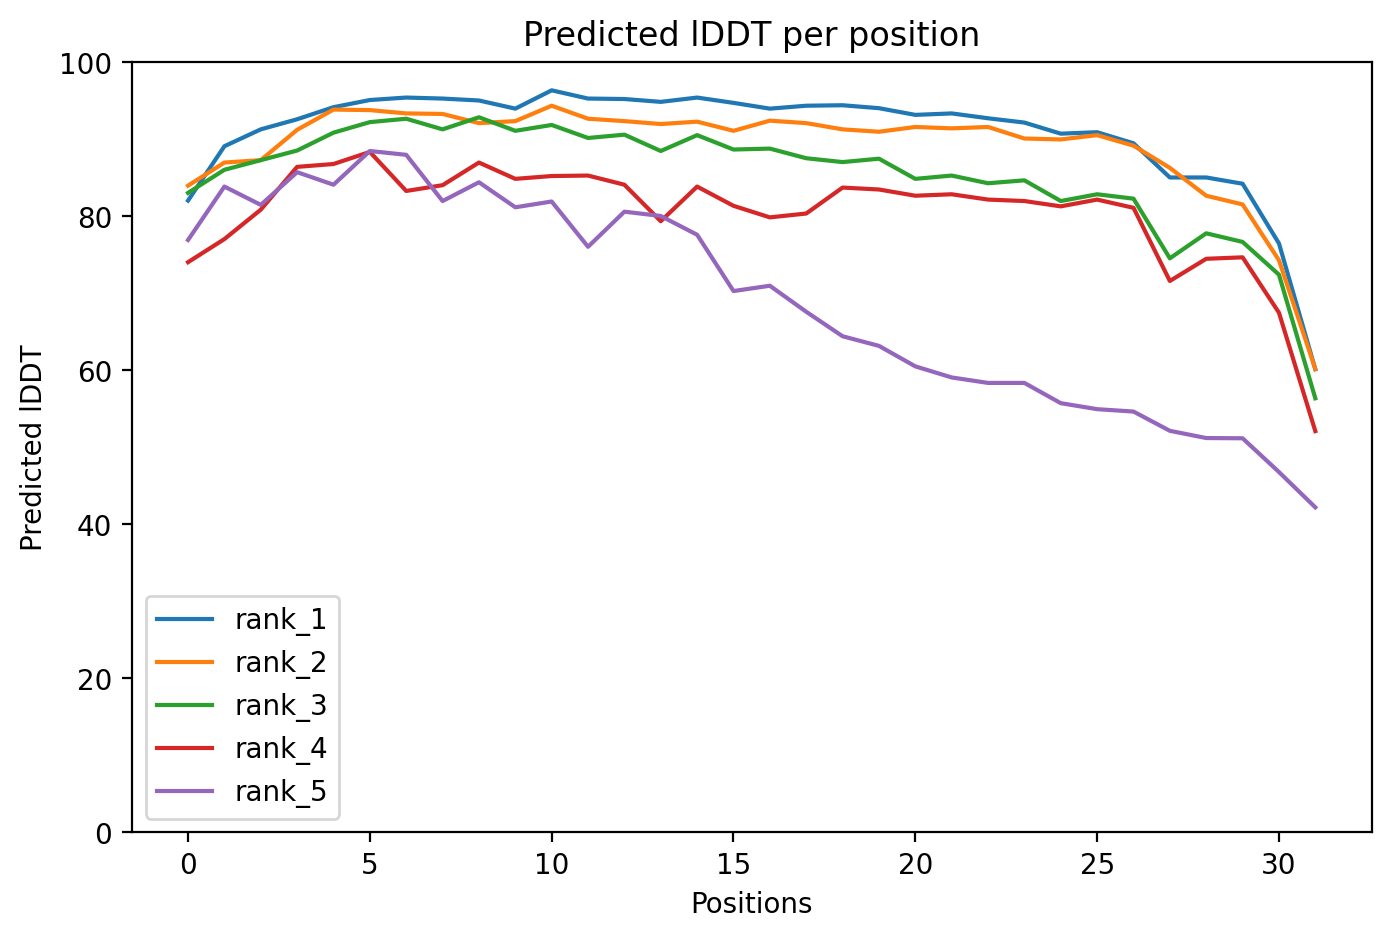 Predicted lDDT per position
Predicted lDDT
100
80
60
40
20
0
rank_1
rank_2
rank_3
rank_4
rank_5
0 5 10 15 20 25 30
Positions